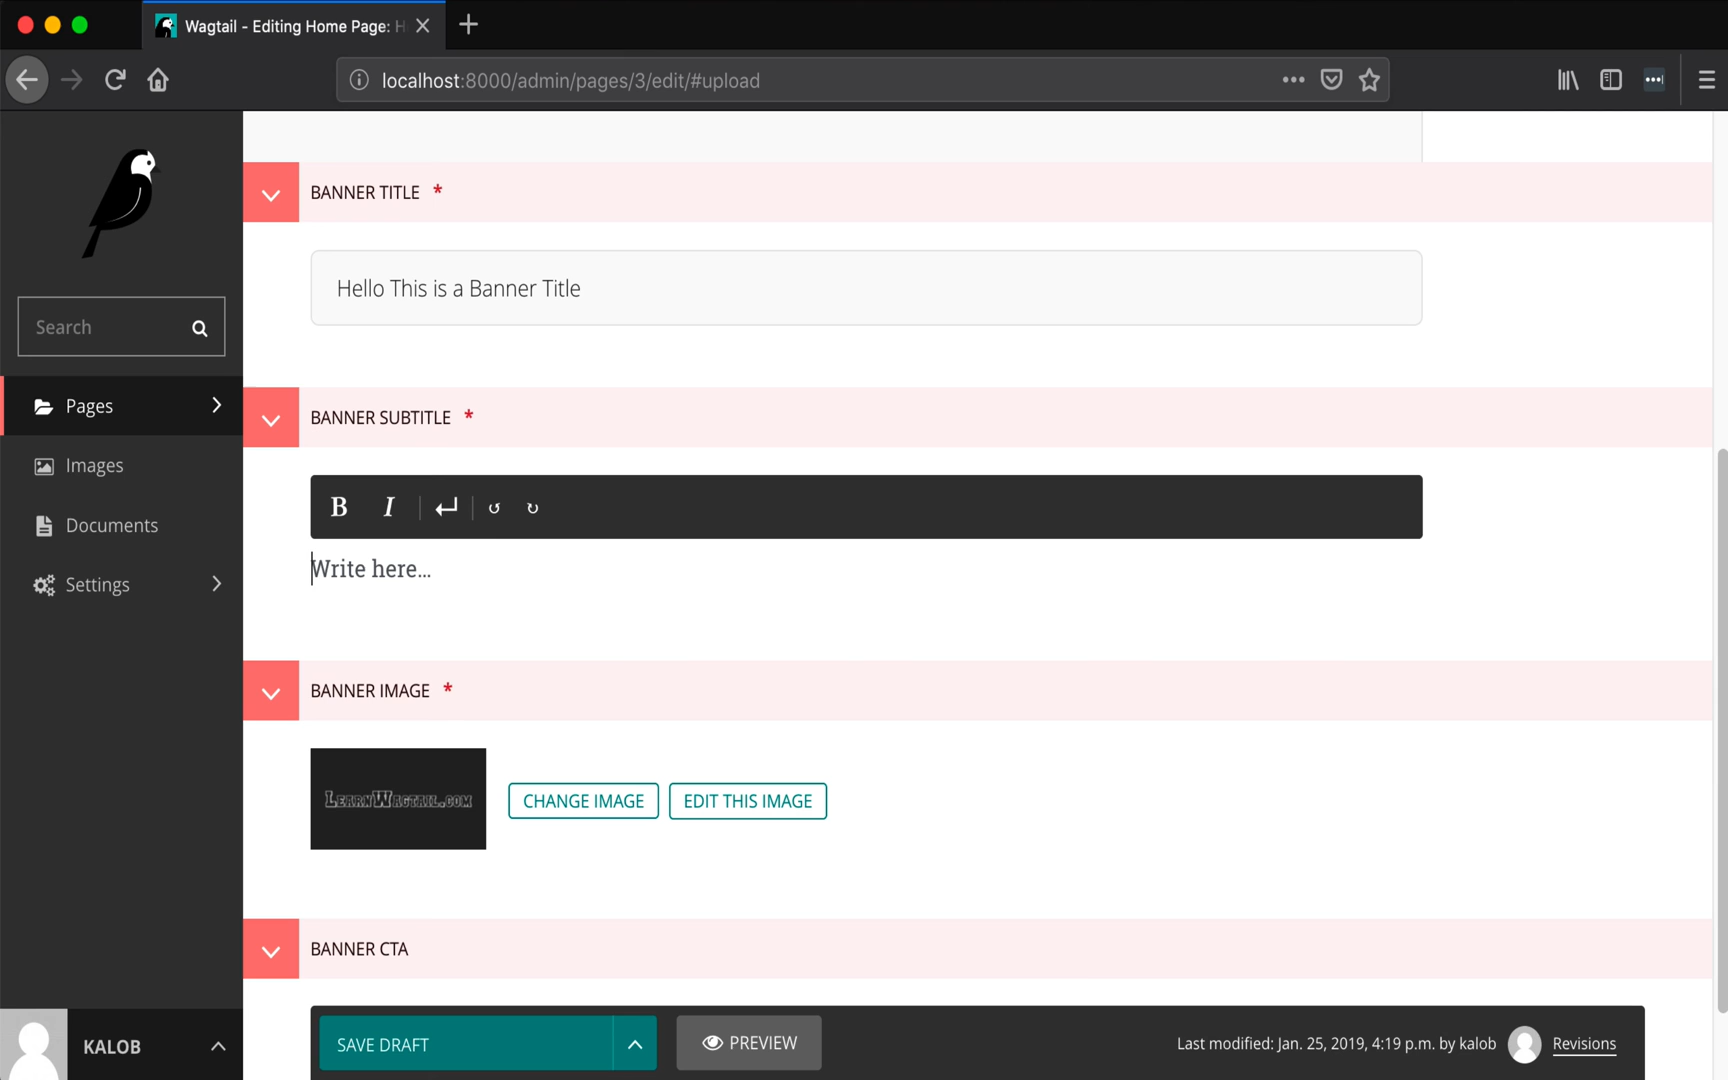 Wagtail - Editing Home Page: H
localhost:8000/admin/pages/3/edit/#upload
Search
Pages
Images
Documents
Settings
KALOB
BANNER TITLE *
Hello This is a Banner Title
BANNER SUBTITLE *
B I
Write here...
BANNER IMAGE *
LearnWagtail.com
CHANGE IMAGE EDIT THIS IMAGE
BANNER CTA
SAVE DRAFT PREVIEW Last modified: Jan. 25, 2019, 4:19 p.m. by kalob Revisions